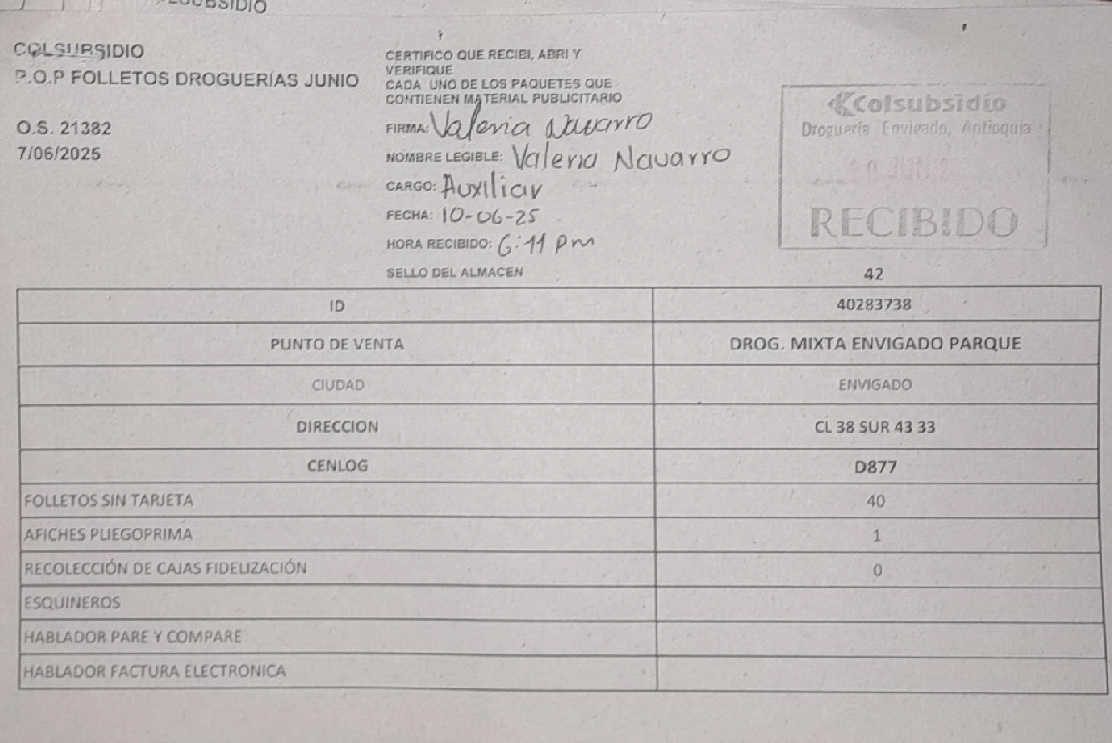 COLSUBSIDIO
P.O.P FOLLETOS DROGUERIAS JUNIO
O.S. 21382
7/06/2025
CERTIFICO QUE RECIBI, ABRI Y
VERIFIQUE
CADA UNO DE LOS PAQUETES QUE
CONTIENEN MATERIAL PUBLICITARIO
FIRMA: Valeria Navarro
NOMBRE LEGIBLE: Valeria Navarro
CARGO: Auxiliar
FECHA: 10-06-25
HORA RECIBIDO: 6:11 pm
SELLO DEL ALMACEN
Colsubsidio
Droguería Envigado, Antioquia
JUN
RECIBIDO
42
ID 40283738
PUNTO DE VENTA DROG. MIXTA ENVIGADO PARQUE
CIUDAD ENVIGADO
DIRECCION CL 38 SUR 43 33
CENLOG D877
FOLLETOS SIN TARJETA 40
AFICHES PLIEGOPRIMA 1
RECOLECCIÓN DE CAJAS FIDELIZACIÓN 0
ESQUINEROS
HABLADOR PARE Y COMPARE
HABLADOR FACTURA ELECTRONICA